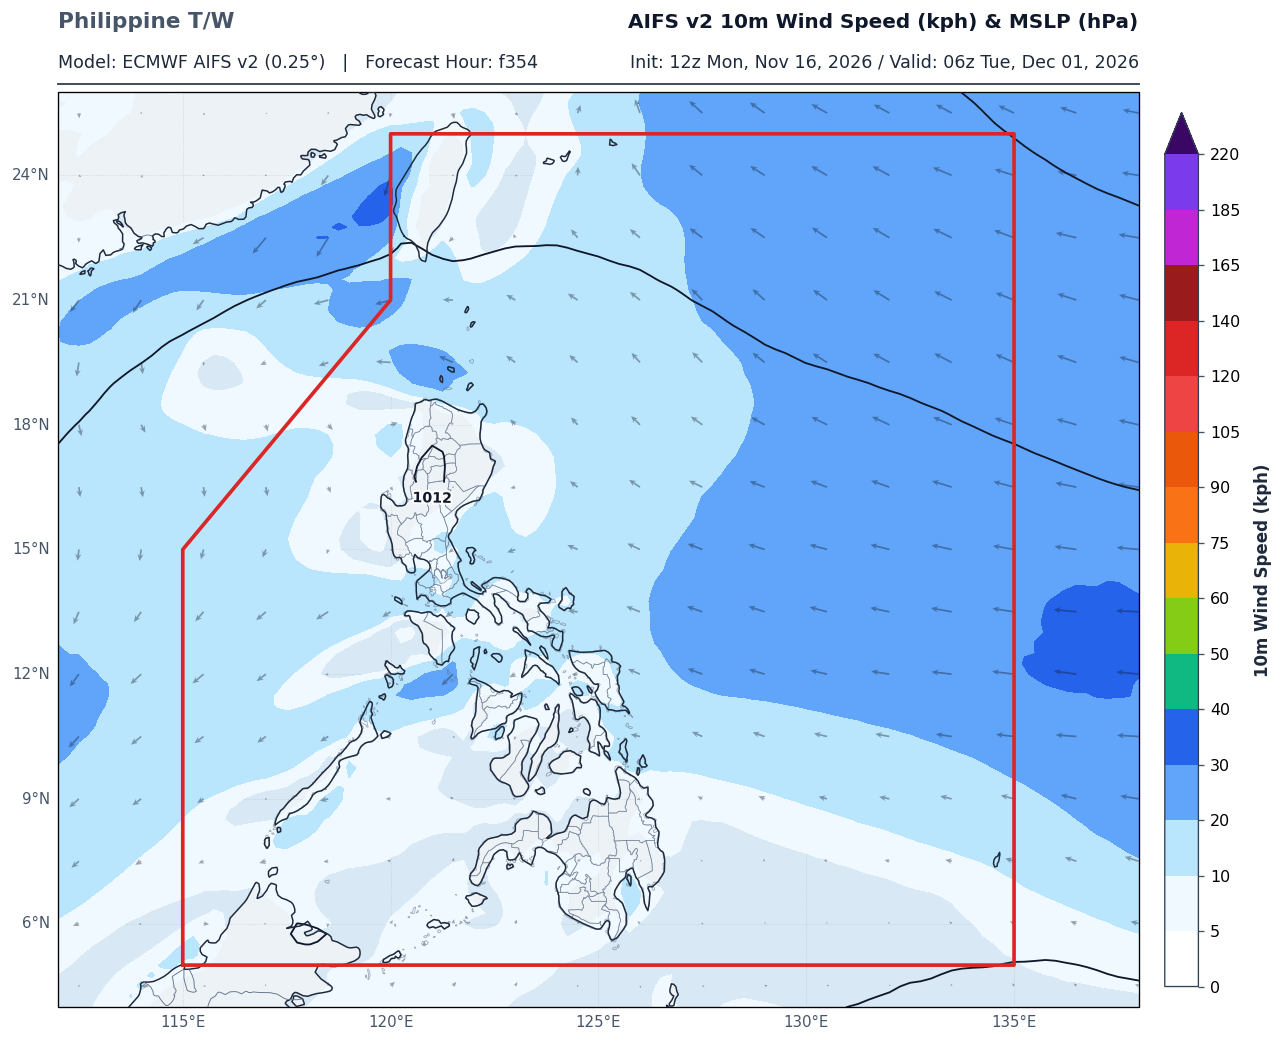 Philippine T/W
AIFS v2 10m Wind Speed (kph) & MSLP (hPa)
Model: ECMWF AIFS v2 (0.25°) | Forecast Hour: f354
Init: 12z Mon, Nov 16, 2026 / Valid: 06z Tue, Dec 01, 2026
24°N
21°N
18°N
15°N
12°N
9°N
6°N
1012
115°E
120°E
125°E
130°E
135°E
220
185
165
140
120
105
90
75
60
50
40
30
20
10
5
0
10m Wind Speed (kph)